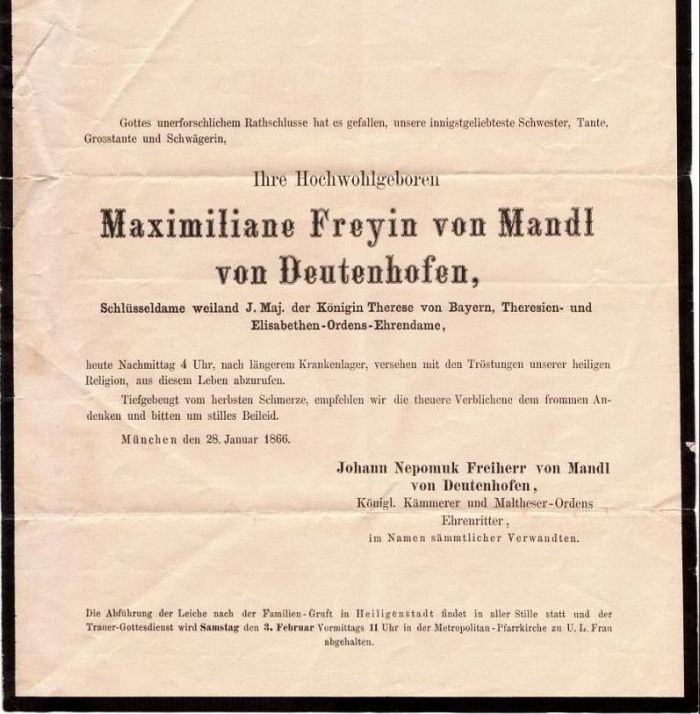 Gottes unerforschlichem Rathschlusse hat es gefallen, unsere innigstgeliebteste Schwester, Tante,
Grosstante und Schwägerin,
Ihre Hochwohlgeboren
Maximiliane Freyin von Mandl
von Deutenhofen,
Schlüsseldame weiland J. Maj. der Königin Therese von Bayern, Theresien- und
Elisabethen-Ordens-Ehrendame,
heute Nachmittag 4 Uhr, nach längerem Krankenlager, versehen mit den Tröstungen unserer heiligen
Religion, aus diesem Leben abzurufen.
Tiefgebeugt vom herbsten Schmerze, empfehlen wir die theuere Verblichene dem frommen An-
denken und bitten um stilles Beileid.
München den 28. Januar 1866.
Johann Nepomuk Freiherr von Mandl
von Deutenhofen,
Königl. Kämmerer und Maltheser-Ordens
Ehrenritter,
im Namen sämmtlicher Verwandten.
Die Abführung der Leiche nach der Familien-Gruft in Heiligenstadt findet in aller Stille statt und der
Trauer-Gottesdienst wird Samstag den 3. Februar Vormittags 11 Uhr in der Metropolitan-Pfarrkirche zu U. L. Frau
abgehalten.